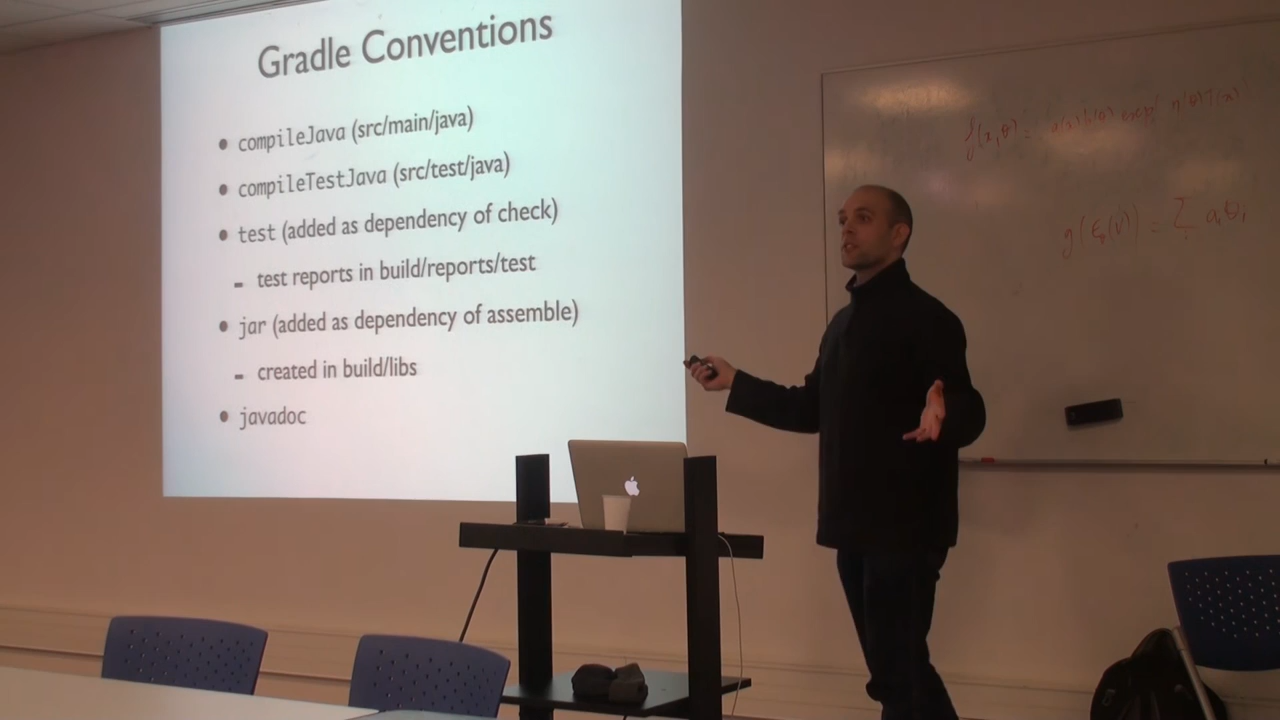 Gradle Conventions
• compileJava (src/main/java)
• compileTestJava (src/test/java)
• test (added as dependency of check)
- test reports in build/reports/test
• jar (added as dependency of assemble)
- created in build/libs
• javadoc